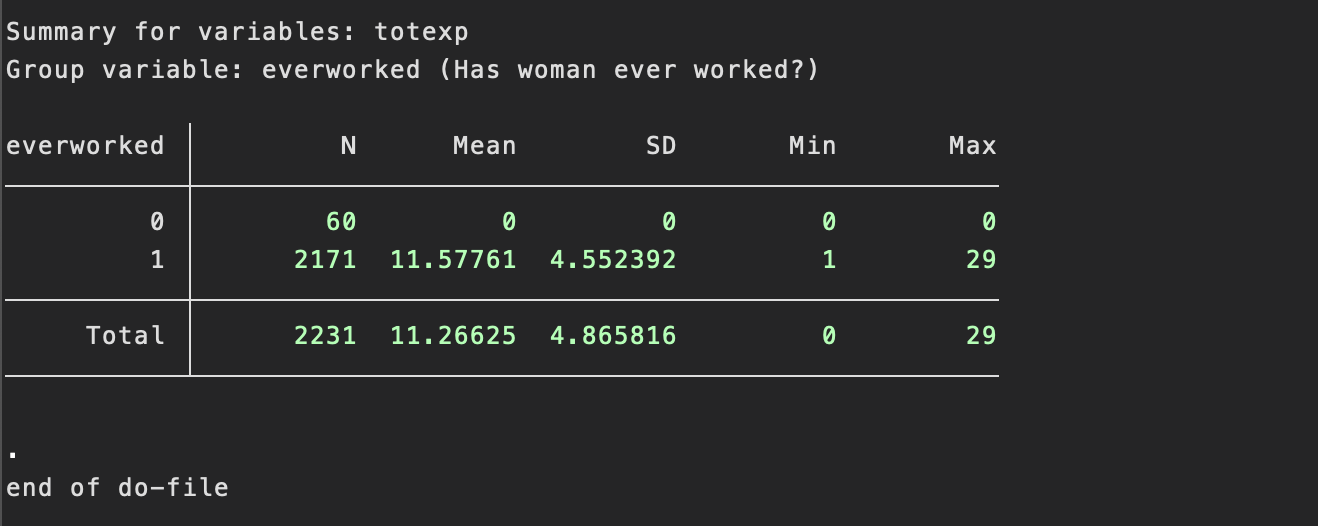 Summary for variables: totexp
Group variable: everworked (Has woman ever worked?)
everworked | N Mean SD Min Max
0 | 60 0 0 0 0
1 | 2171 11.57761 4.552392 1 29
Total | 2231 11.26625 4.865816 0 29
.
end of do-file